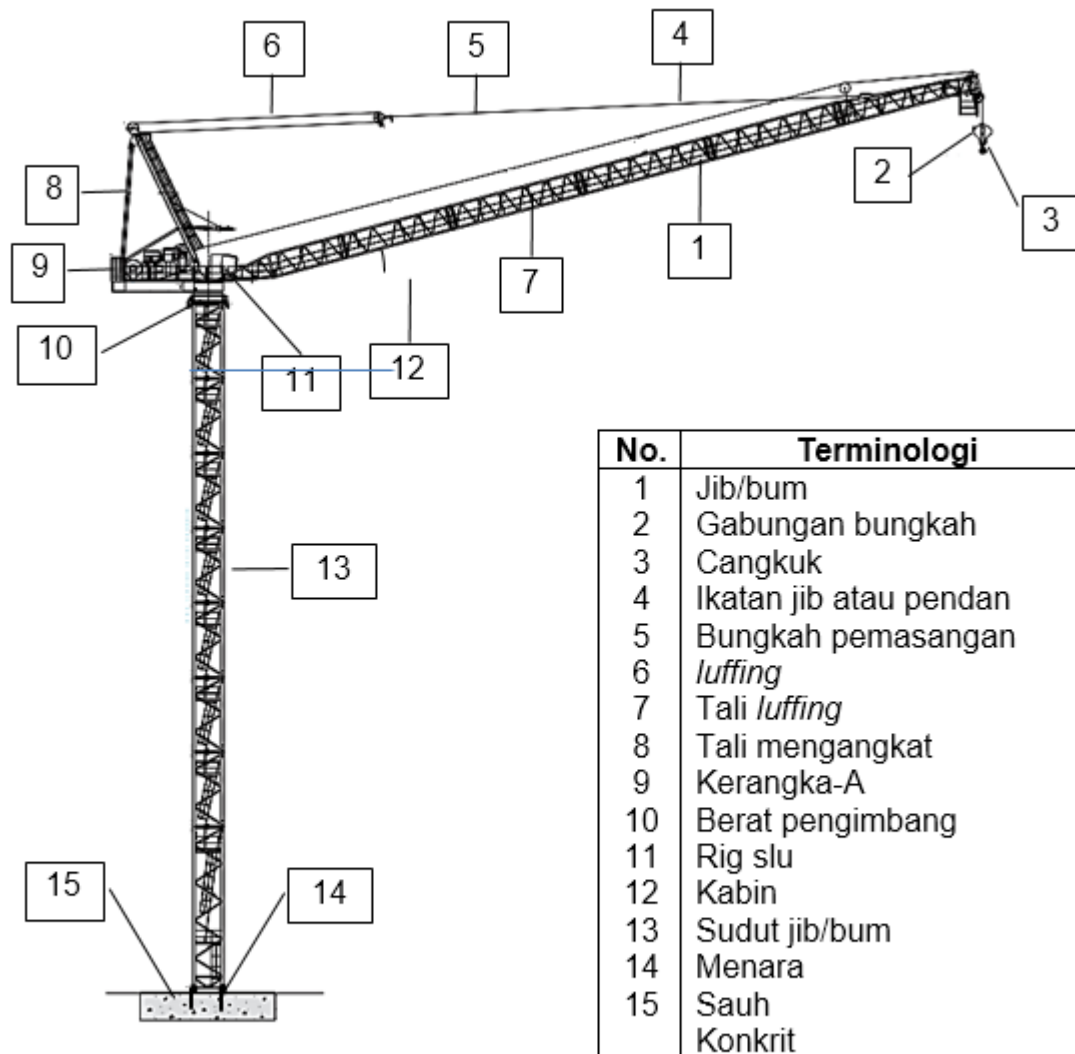 6
5
4
8
2
3
9
1
7
10
11
12
13
15
14
No. Terminologi
1 Jib/bum
2 Gabungan bungkah
3 Cangkuk
4 Ikatan jib atau pendan
5 Bungkah pemasangan
6 luffing
7 Tali luffing
8 Tali mengangkat
9 Kerangka-A
10 Berat pengimbang
11 Rig slu
12 Kabin
13 Sudut jib/bum
14 Menara
15 Sauh
Konkrit